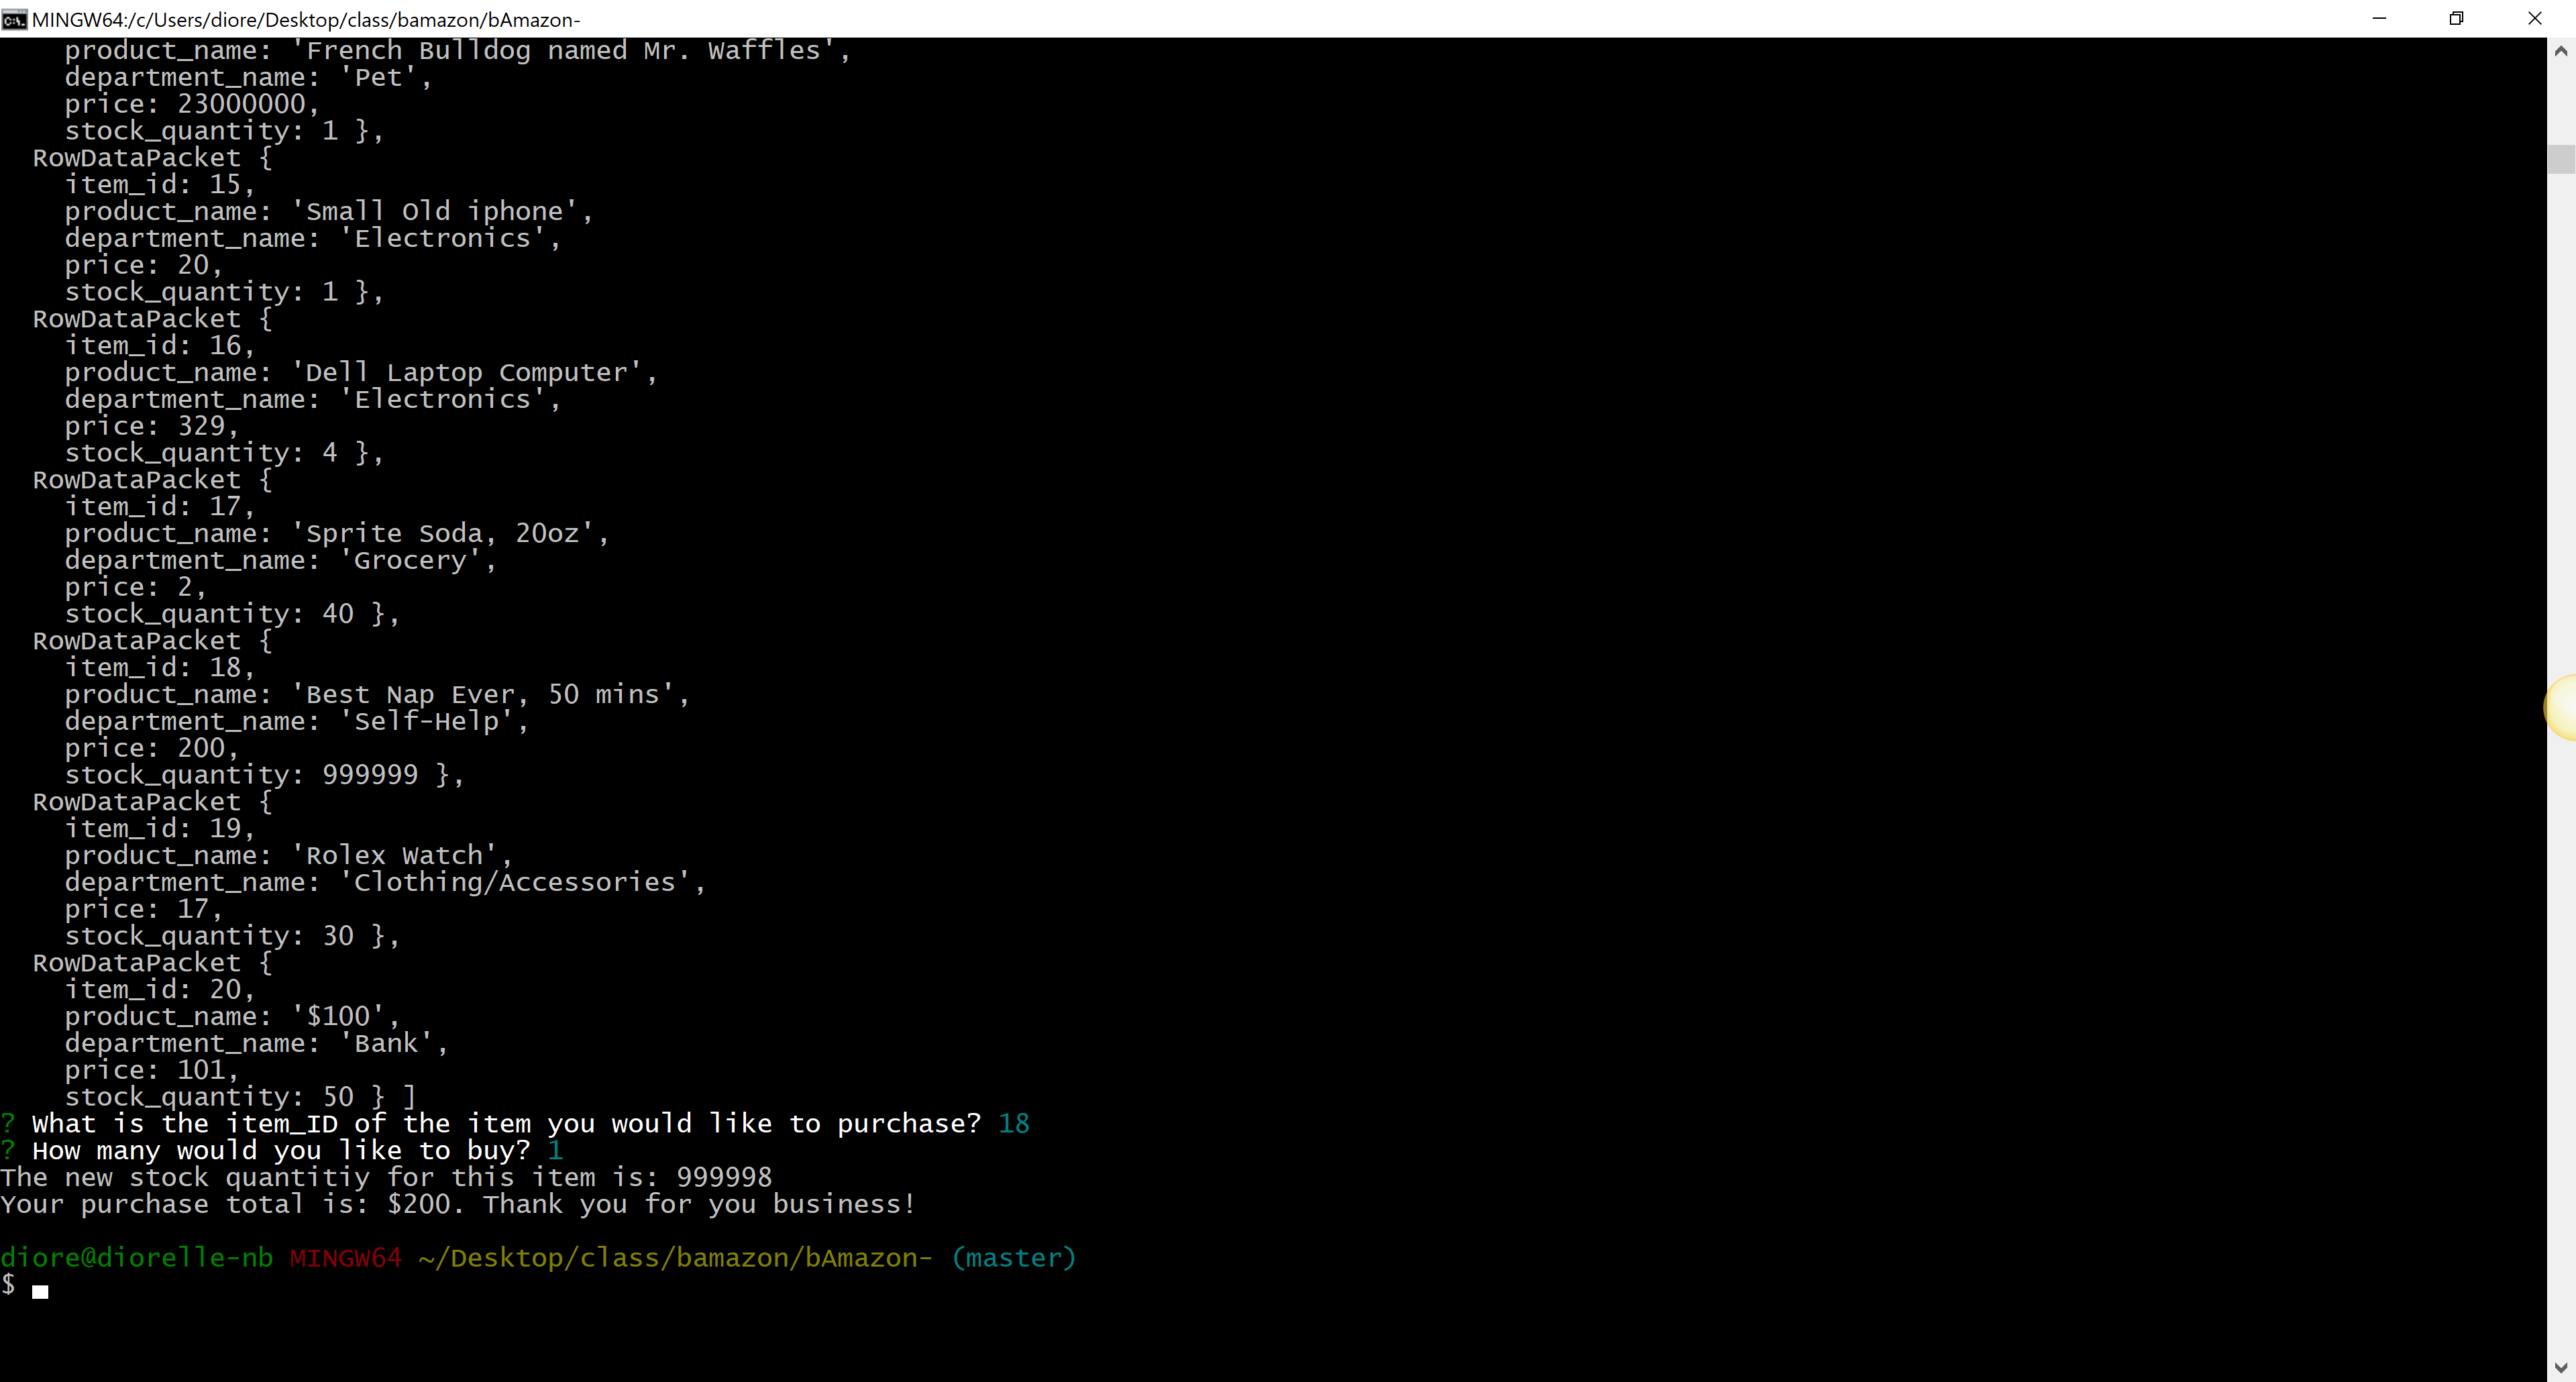 MINGW64:/c/Users/diore/Desktop/class/bamazon/bAmazon-
product_name: 'French Bulldog named Mr. Waffles',
department_name: 'Pet',
price: 23000000,
stock_quantity: 1 },
RowDataPacket {
item_id: 15,
product_name: 'Small Old iphone',
department_name: 'Electronics',
price: 20,
stock_quantity: 1 },
RowDataPacket {
item_id: 16,
product_name: 'Dell Laptop Computer',
department_name: 'Electronics',
price: 329,
stock_quantity: 4 },
RowDataPacket {
item_id: 17,
product_name: 'Sprite Soda, 20oz',
department_name: 'Grocery',
price: 2,
stock_quantity: 40 },
RowDataPacket {
item_id: 18,
product_name: 'Best Nap Ever, 50 mins',
department_name: 'Self-Help',
price: 200,
stock_quantity: 999999 },
RowDataPacket {
item_id: 19,
product_name: 'Rolex Watch',
department_name: 'Clothing/Accessories',
price: 17,
stock_quantity: 30 },
RowDataPacket {
item_id: 20,
product_name: '$100',
department_name: 'Bank',
price: 101,
stock_quantity: 50 } ]
? What is the item_ID of the item you would like to purchase? 18
? How many would you like to buy? 1
The new stock quantitiy for this item is: 999998
Your purchase total is: $200. Thank you for you business!
diore@diorelle-nb MINGW64 ~/Desktop/class/bamazon/bAmazon- (master)
$